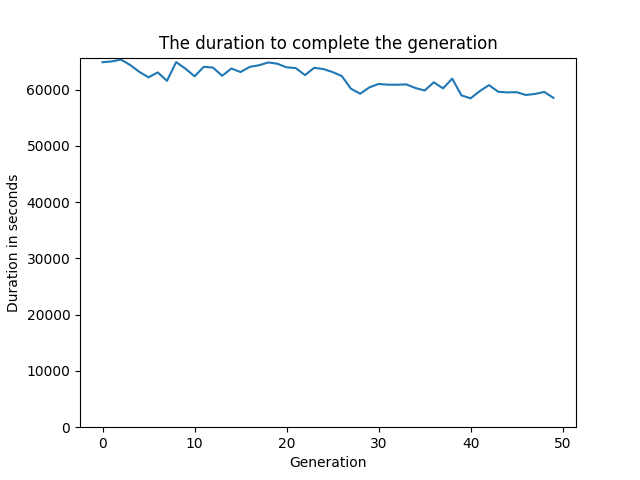 The duration to complete the generation
Duration in seconds
60000
50000
40000
30000
20000
10000
0
0 10 20 30 40 50
Generation